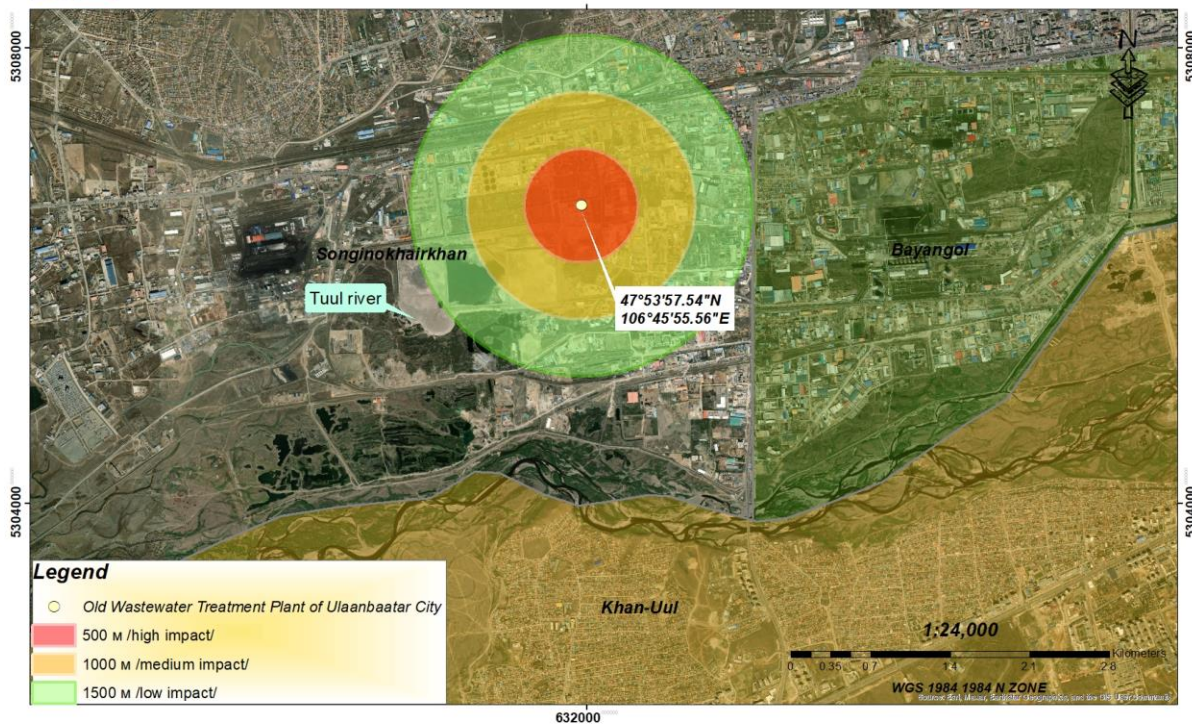 5308000
5308000
N
Songinokhairkhan
Bayangol
Tuul river
47°53'57.54"N
106°45'55.56"E
5304000
5304000
Legend
Old Wastewater Treatment Plant of Ulaanbaatar City
500 м /high impact/
1000 м /medium impact/
1500 м /low impact/
Khan-Uul
1:24,000
Kilometers
0 0.35 0.7 1.4 2.1 2.8
WGS 1984 1984 N ZONE
632000